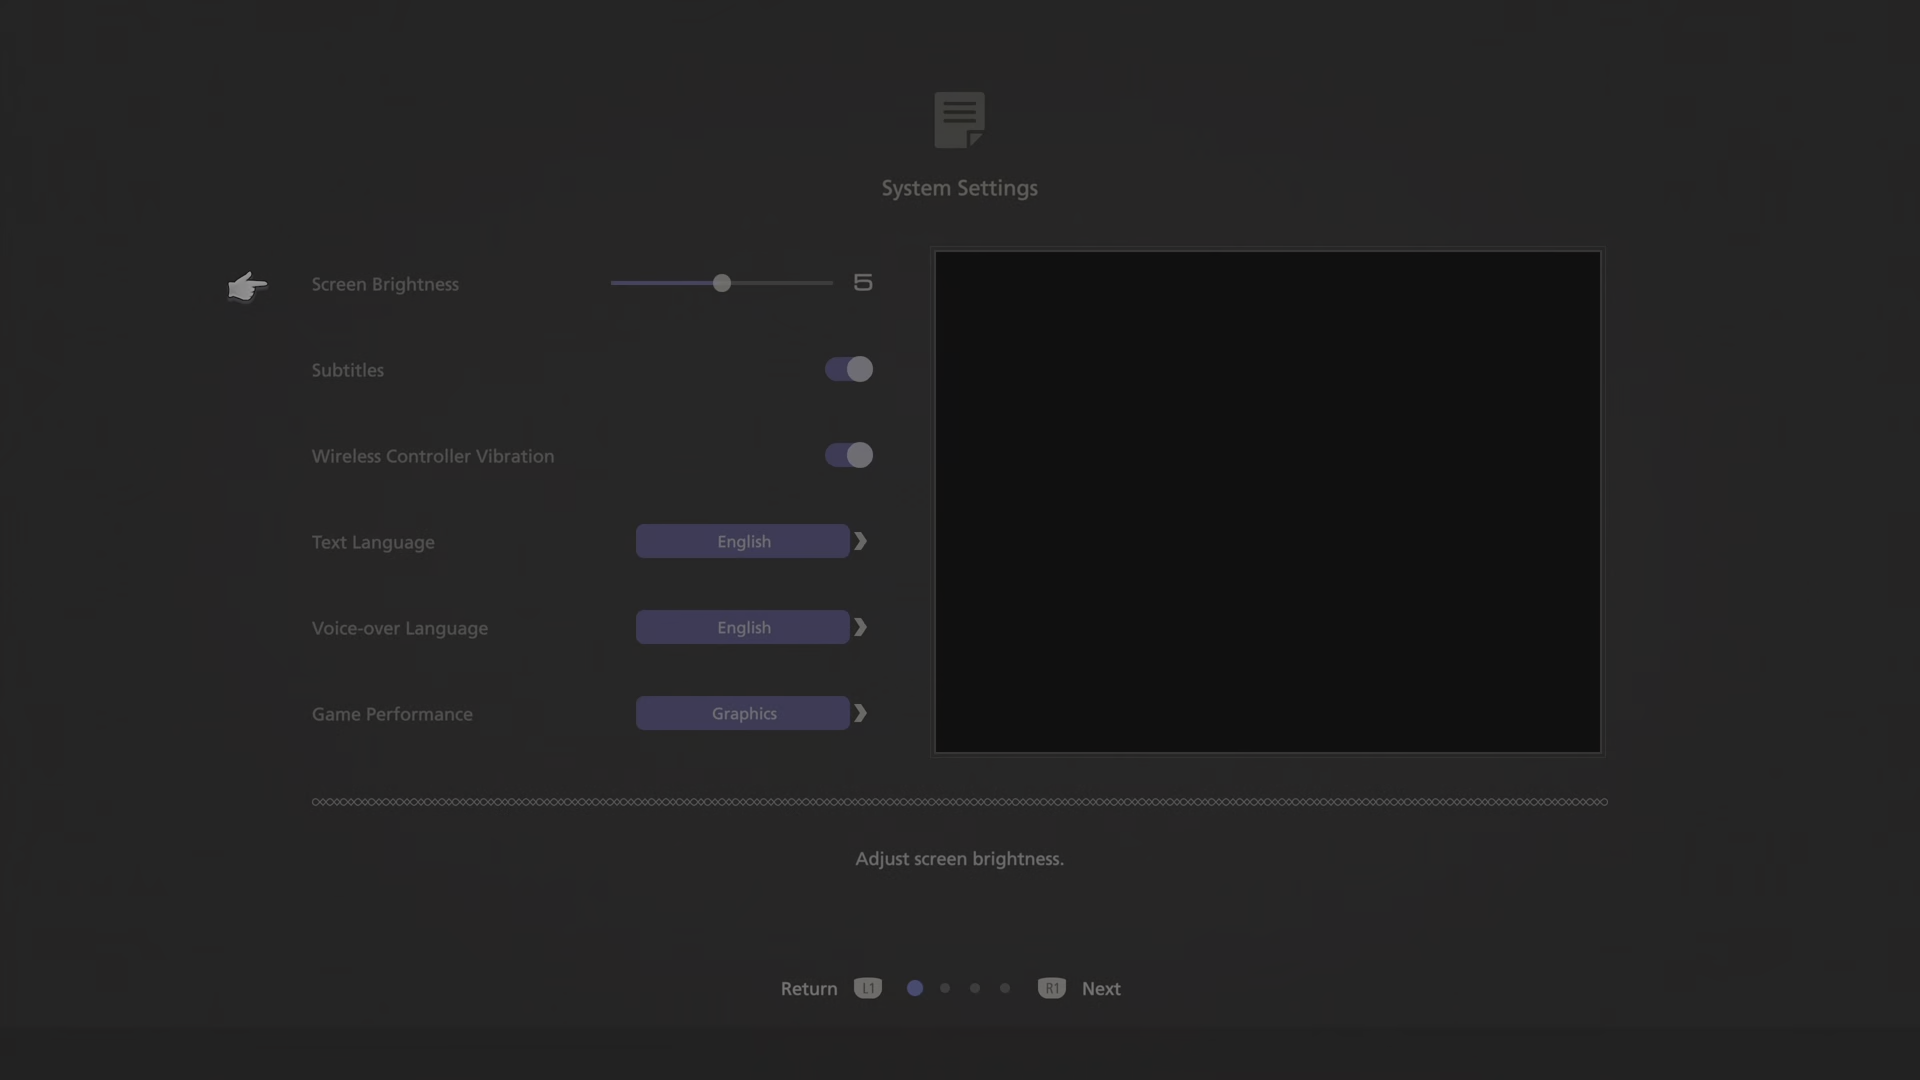 System Settings
Screen Brightness 5
Subtitles
Wireless Controller Vibration
Text Language English
Voice-over Language English
Game Performance Graphics
Adjust screen brightness.
Return L1 R1 Next